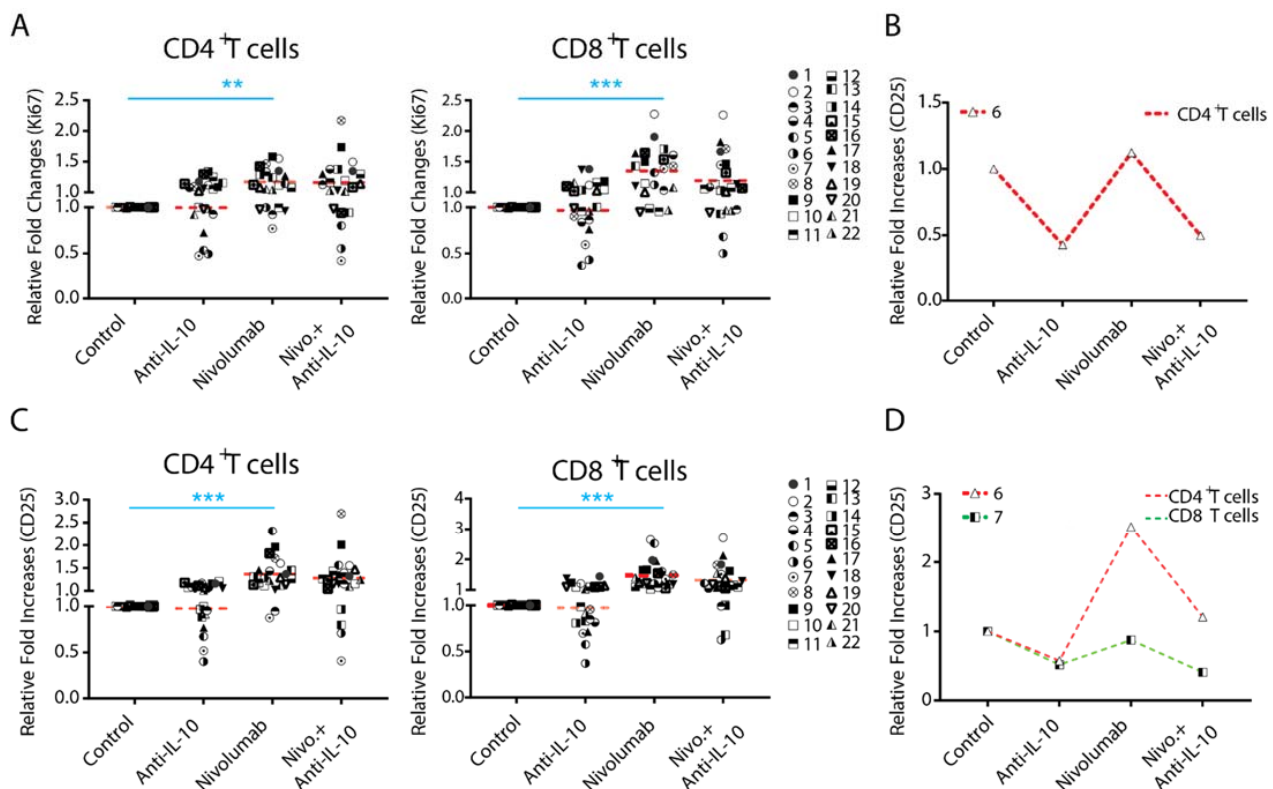 A
CD4 +T cells
CD8 +T cells
**
***
Relative Fold Changes (Ki67)
2.5
2.0
1.5
1.0
1.0
0.5
0.0
Control
Anti-IL-10
Nivolumab
Nivo.+
Anti-IL-10
Relative Fold Changes (Ki67)
2.5
2.0
1.5
1.0
1.0
0.5
0.0
Control
Anti-IL-10
Nivolumab
Nivo.+
Anti-IL-10
1 12
2 13
3 14
4 15
5 16
6 17
7 18
8 19
9 20
10 21
11 22
B
6
CD4 +T cells
Relative Fold Increases (CD25)
1.5
1.0
0.5
0.0
Control
Anti-IL-10
Nivolumab
Nivo.+
Anti-IL-10
C
CD4 +T cells
CD8 +T cells
***
***
Relative Fold Increases (CD25)
3.0
2.5
2.0
1.5
1.0
1.0
0.5
0.0
Control
Anti-IL-10
Nivolumab
Nivo.+
Anti-IL-10
Relative Fold Increases (CD25)
4
3
2
1
1.0
0.5
0.0
Control
Anti-IL-10
Nivolumab
Nivo.+
Anti-IL-10
1 12
2 13
3 14
4 15
5 16
6 17
7 18
8 19
9 20
10 21
11 22
D
6
7
CD4 +T cells
CD8 T cells
Relative Fold Increases (CD25)
3
2
1
0
Control
Anti-IL-10
Nivolumab
Nivo.+
Anti-IL-10